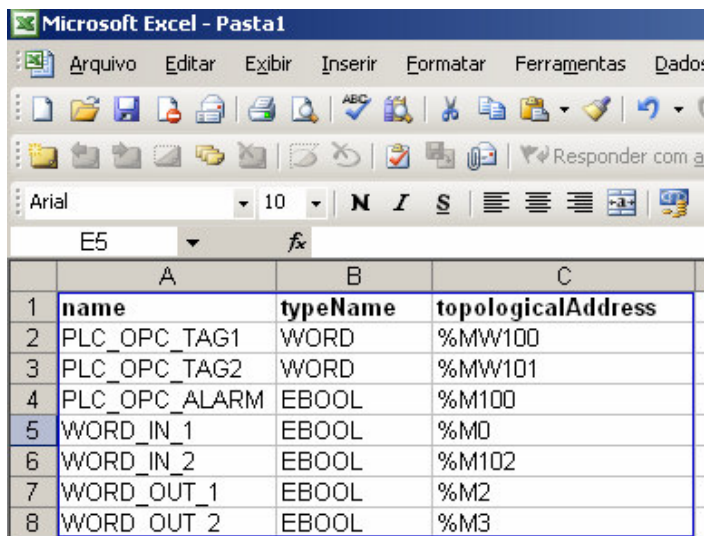 Microsoft Excel - Pasta1
Arquivo Editar Exibir Inserir Formatar Ferramentas Dados
ABC
Responder com a
Arial 10 N I S a
E5 fx
A B C
1 name typeName topologicalAddress
2 PLC_OPC_TAG1 WORD %MW100
3 PLC_OPC_TAG2 WORD %MW101
4 PLC_OPC_ALARM EBOOL %M100
5 WORD_IN_1 EBOOL %M0
6 WORD_IN_2 EBOOL %M102
7 WORD_OUT_1 EBOOL %M2
8 WORD_OUT_2 EBOOL %M3